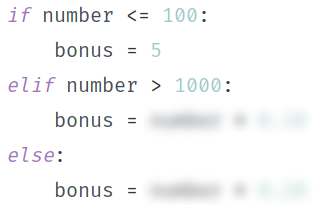 if number <= 100:
bonus = 5
elif number > 1000:
bonus =
else:
bonus =